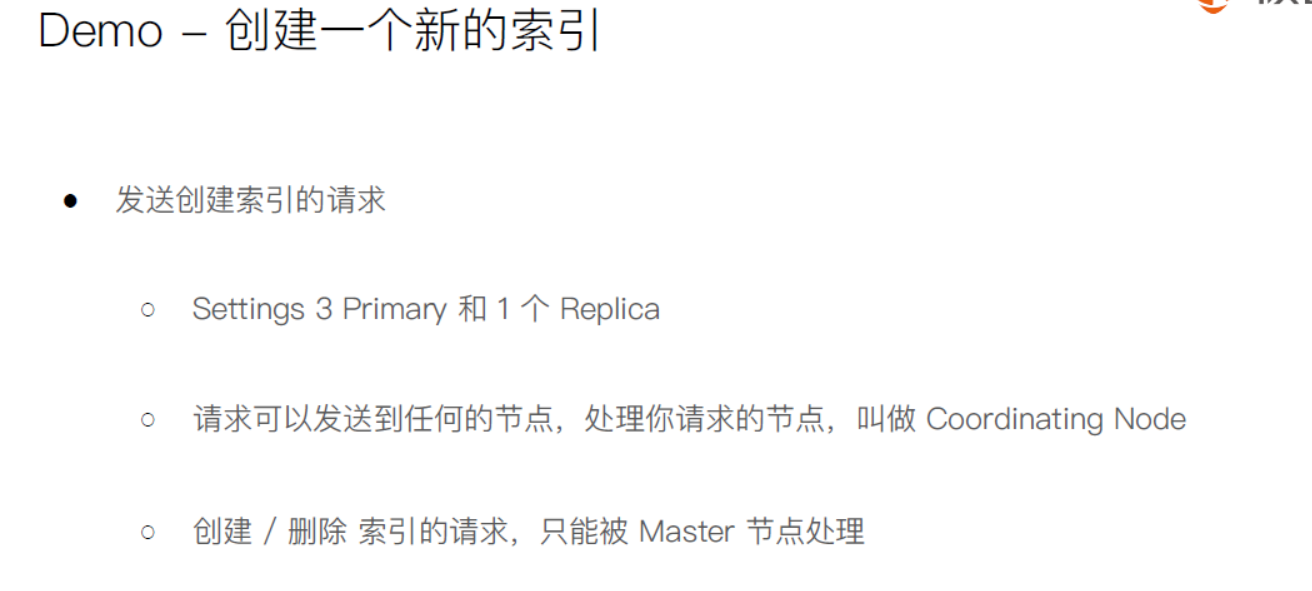 Demo – 创建一个新的索引
● 发送创建索引的请求
○ Settings 3 Primary 和 1 个 Replica
○ 请求可以发送到任何的节点，处理你请求的节点，叫做 Coordinating Node
○ 创建 / 删除 索引的请求，只能被 Master 节点处理